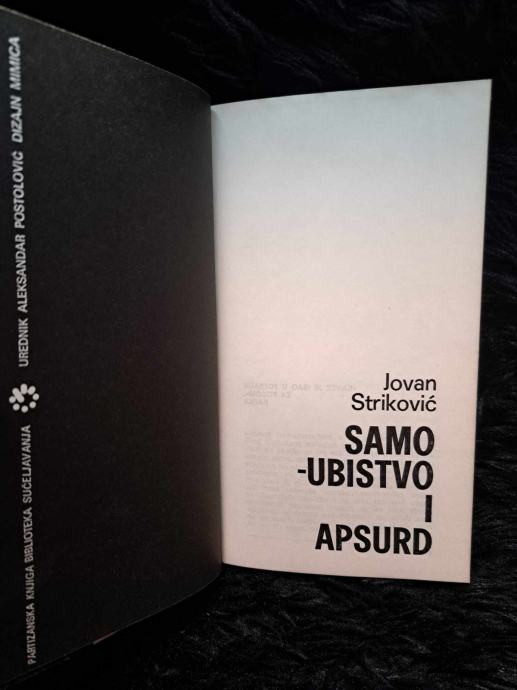 PARTIZANSKA KNJIGA BIBLIOTEKA SUČELJAVANJA UREDNIK ALEKSANDAR POSTOLOVIĆ DIZAJN MIMICA
Jovan
Striković
SAMO
-UBISTVO
I
APSURD